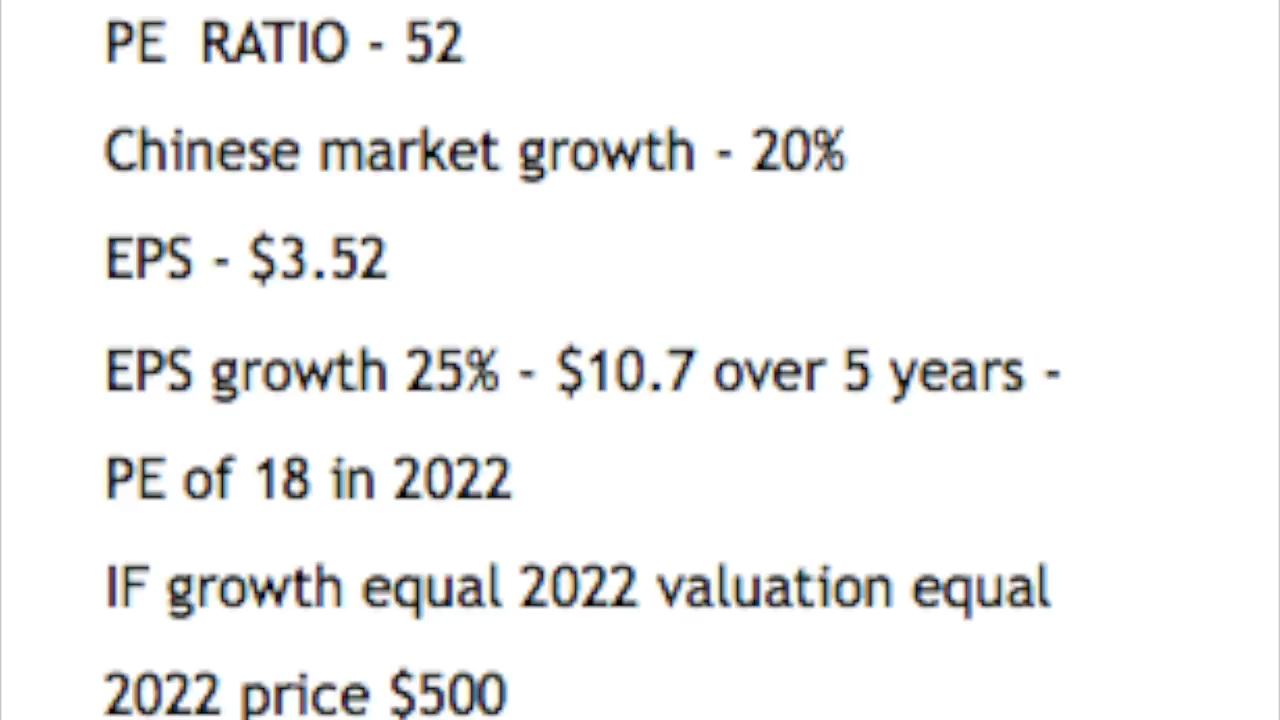 PE RATIO - 52
Chinese market growth - 20%
EPS - $3.52
EPS growth 25% - $10.7 over 5 years -
PE of 18 in 2022
IF growth equal 2022 valuation equal
2022 price $500